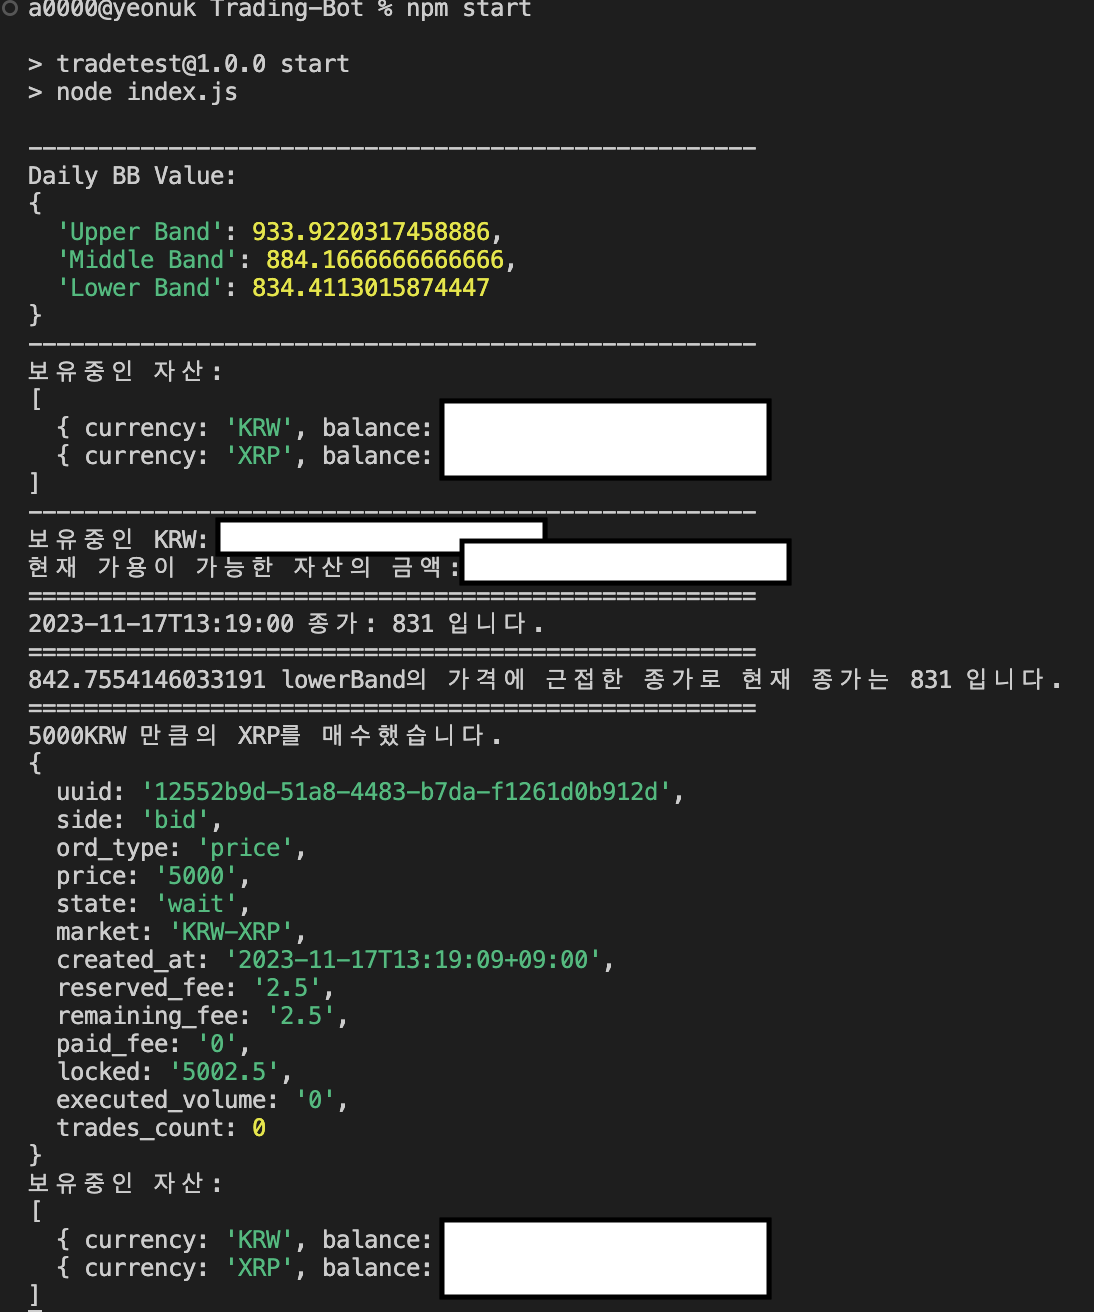 a0000@yeonuk Trading-Bot % npm start
> tradetest@1.0.0 start
> node index.js
----------------------------------------------------
Daily BB Value:
{
  'Upper Band': 933.9220317458886,
  'Middle Band': 884.1666666666666,
  'Lower Band': 834.4113015874447
}
----------------------------------------------------
보유중인 자산:
[
  { currency: 'KRW', balance:
  { currency: 'XRP', balance:
]
----------------------------------------------------
보유중인 KRW:
현재 가용이 가능한 자산의 금액:
====================================================
2023-11-17T13:19:00 종가: 831 입니다.
====================================================
842.7554146033191 lowerBand의 가격에 근접한 종가로 현재 종가는 831 입니다.
====================================================
5000KRW 만큼의 XRP를 매수했습니다.
{
  uuid: '12552b9d-51a8-4483-b7da-f1261d0b912d',
  side: 'bid',
  ord_type: 'price',
  price: '5000',
  state: 'wait',
  market: 'KRW-XRP',
  created_at: '2023-11-17T13:19:09+09:00',
  reserved_fee: '2.5',
  remaining_fee: '2.5',
  paid_fee: '0',
  locked: '5002.5',
  executed_volume: '0',
  trades_count: 0
}
보유중인 자산:
[
  { currency: 'KRW', balance:
  { currency: 'XRP', balance:
]